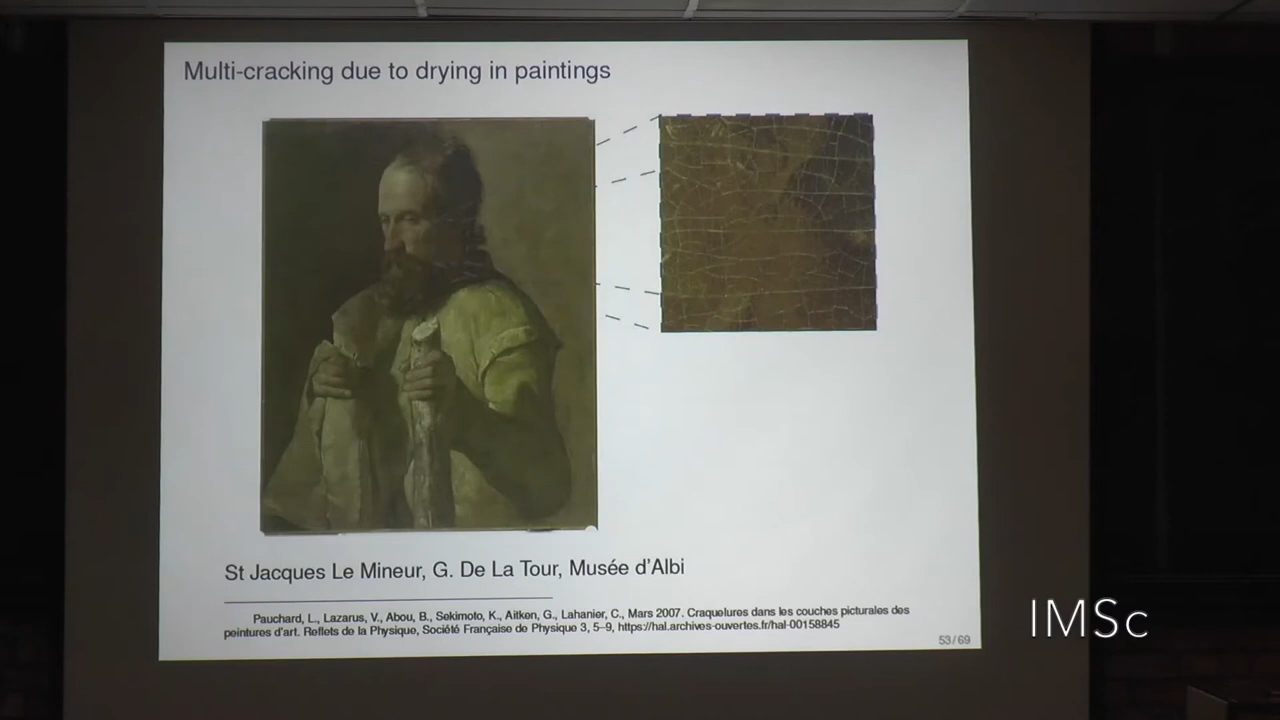 Multi-cracking due to drying in paintings
St Jacques Le Mineur, G. De La Tour, Musée d'Albi
Pauchard, L., Lazarus, V., Abou, B., Sekimoto, K., Aitken, G., Lahanier, C., Mars 2007. Craquelures dans les couches picturales des
peintures d'art. Reflets de la Physique, Société Française de Physique 3, 5–9, https://hal.archives-ouvertes.fr/hal-00158845
53/69
IMSc